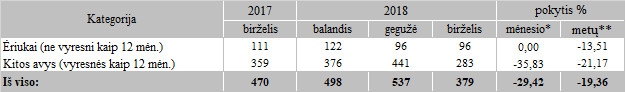 Kategorija 2017 2018 pokytis %
birželis balandis gegužė birželis mėnesio* metų**
Ėriukai (ne vyresni kaip 12 mėn.) 111 122 96 96 0,00 -13,51
Kitos avys (vyresnės kaip 12 mėn.) 359 376 441 283 -35,83 -21,17
Iš viso: 470 498 537 379 -29,42 -19,36